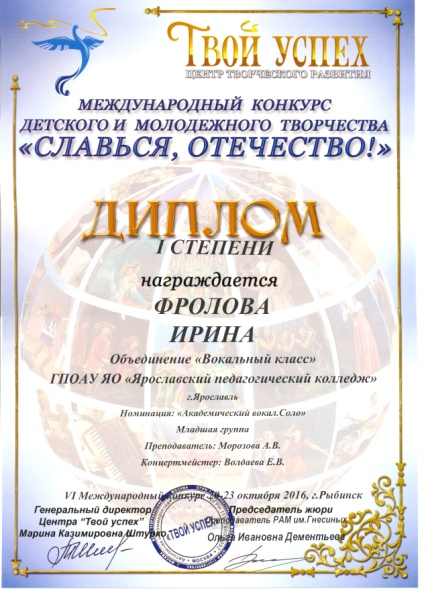 ТВОЙ УСПЕХ
ЦЕНТР ТВОРЧЕСКОГО РАЗВИТИЯ
МЕЖДУНАРОДНЫЙ КОНКУРС
ДЕТСКОГО И МОЛОДЕЖНОГО ТВОРЧЕСТВА
«СЛАВЬСЯ, ОТЕЧЕСТВО!»
ДИПЛОМ
I СТЕПЕНИ
награждается
ФРОЛОВА
ИРИНА
Объединение «Вокальный класс»
ГПОАУ ЯО «Ярославский педагогический колледж»
г.Ярославль
Номинация: «Академический вокал.Соло»
Младшая группа
Преподаватель: Морозова А.В.
Концертмейстер: Волдаева Е.В.
VI Международный конкурс 20-23 октября 2016, г.Рыбинск
Генеральный директор
Центра "Твой успех"
Марина Казимировна Штурко
Председатель жюри
Преподаватель РАМ им.Гнесиных
Ольга Ивановна Дементьева
ТВОЙ УСПЕХ